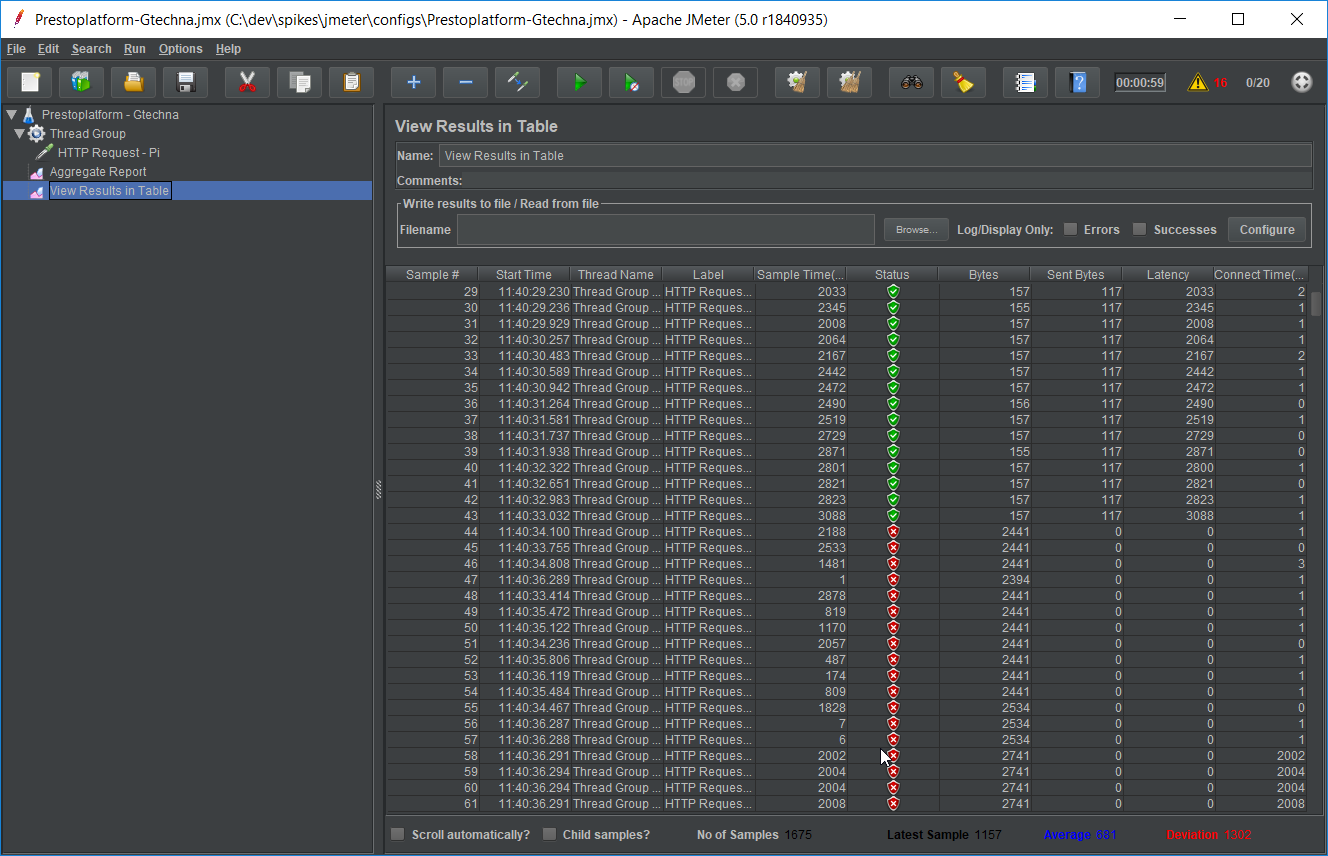 Prestoplatform-Gtechna.jmx (C:\dev\spikes\jmeter\configs\Prestoplatform-Gtechna.jmx) - Apache JMeter (5.0 r1840935)
File Edit Search Run Options Help
STOP 00:00:59 16 0/20
Prestoplatform - Gtechna
Thread Group
HTTP Request - Pi
Aggregate Report
View Results in Table
View Results in Table
Name: View Results in Table
Comments:
Write results to file / Read from file
Filename Browse... Log/Display Only: Errors Successes Configure
Sample # Start Time Thread Name Label Sample Time(... Status Bytes Sent Bytes Latency Connect Time(...
29 11:40:29.230 Thread Group ... HTTP Reques... 2033 157 117 2033 2
30 11:40:29.236 Thread Group ... HTTP Reques... 2345 155 117 2345 1
31 11:40:29.929 Thread Group ... HTTP Reques... 2008 157 117 2008 1
32 11:40:30.257 Thread Group ... HTTP Reques... 2064 157 117 2064 1
33 11:40:30.483 Thread Group ... HTTP Reques... 2167 157 117 2167 2
34 11:40:30.589 Thread Group ... HTTP Reques... 2442 157 117 2442 1
35 11:40:30.942 Thread Group ... HTTP Reques... 2472 157 117 2472 1
36 11:40:31.264 Thread Group ... HTTP Reques... 2490 156 117 2490 0
37 11:40:31.581 Thread Group ... HTTP Reques... 2519 157 117 2519 1
38 11:40:31.737 Thread Group ... HTTP Reques... 2729 157 117 2729 0
39 11:40:31.938 Thread Group ... HTTP Reques... 2871 155 117 2871 0
40 11:40:32.322 Thread Group ... HTTP Reques... 2801 157 117 2800 1
41 11:40:32.651 Thread Group ... HTTP Reques... 2821 157 117 2821 0
42 11:40:32.983 Thread Group ... HTTP Reques... 2823 157 117 2823 1
43 11:40:33.032 Thread Group ... HTTP Reques... 3088 157 117 3088 1
44 11:40:34.100 Thread Group ... HTTP Reques... 2188 2441 0 0 1
45 11:40:33.755 Thread Group ... HTTP Reques... 2533 2441 0 0 0
46 11:40:34.808 Thread Group ... HTTP Reques... 1481 2441 0 0 3
47 11:40:36.289 Thread Group ... HTTP Reques... 1 2394 0 0 1
48 11:40:33.414 Thread Group ... HTTP Reques... 2878 2441 0 0 1
49 11:40:35.472 Thread Group ... HTTP Reques... 819 2441 0 0 1
50 11:40:35.122 Thread Group ... HTTP Reques... 1170 2441 0 0 1
51 11:40:34.236 Thread Group ... HTTP Reques... 2057 2441 0 0 0
52 11:40:35.806 Thread Group ... HTTP Reques... 487 2441 0 0 1
53 11:40:36.119 Thread Group ... HTTP Reques... 174 2441 0 0 1
54 11:40:35.484 Thread Group ... HTTP Reques... 809 2441 0 0 1
55 11:40:34.467 Thread Group ... HTTP Reques... 1828 2534 0 0 0
56 11:40:36.287 Thread Group ... HTTP Reques... 7 2534 0 0 1
57 11:40:36.288 Thread Group ... HTTP Reques... 6 2534 0 0 1
58 11:40:36.291 Thread Group ... HTTP Reques... 2002 2741 0 0 2002
59 11:40:36.294 Thread Group ... HTTP Reques... 2004 2741 0 0 2004
60 11:40:36.294 Thread Group ... HTTP Reques... 2004 2741 0 0 2004
61 11:40:36.291 Thread Group ... HTTP Reques... 2008 2741 0 0 2008
Scroll automatically? Child samples? No of Samples 1675 Latest Sample 1157 Average 681 Deviation 1302